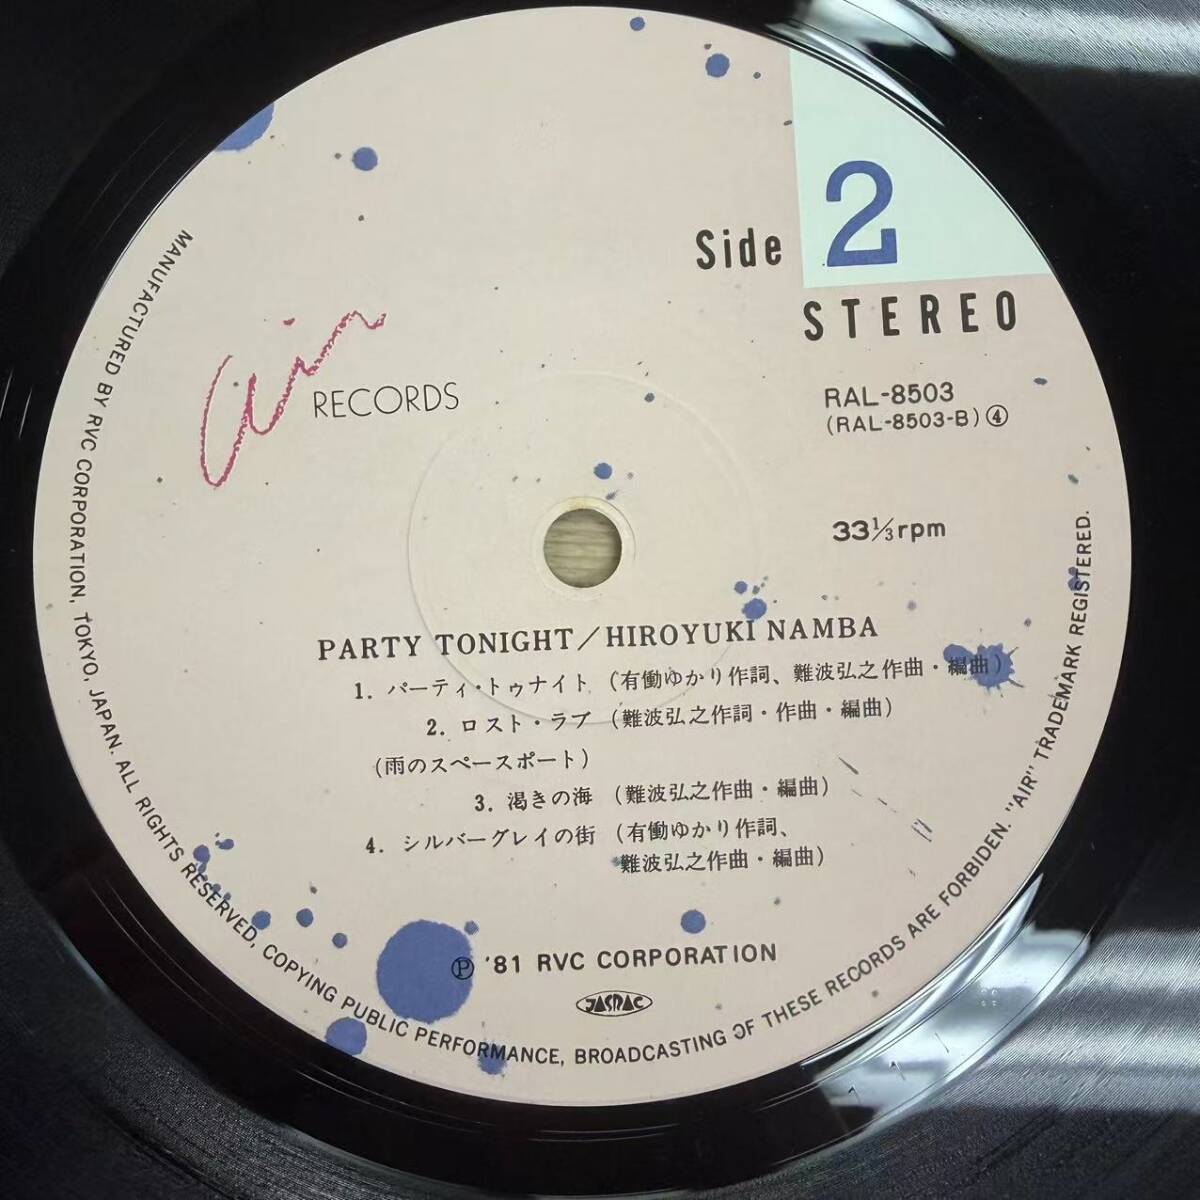 Side 2
STEREO
air RECORDS
RAL-8503
(RAL-8503-B)④
33⅓rpm
PARTY TONIGHT/HIROYUKI NAMBA
1. パーティ・トゥナイト (有働ゆかり作詞、難波弘之作曲・編曲)
2. ロスト・ラブ (難波弘之作詞・作曲・編曲)
(雨のスペースポート)
3. 渇きの海 (難波弘之作曲・編曲)
4. シルバーグレイの街 (有働ゆかり作詞、
難波弘之作曲・編曲)
Ⓟ '81 RVC CORPORATION
JASRAC
MANUFACTURED BY RVC CORPORATION, TOKYO, JAPAN. ALL RIGHTS RESERVED, COPYING PUBLIC PERFORMANCE, BROADCASTING OF THESE RECORDS ARE FORBIDEN. "AIR" TRADEMARK REGISTERED.